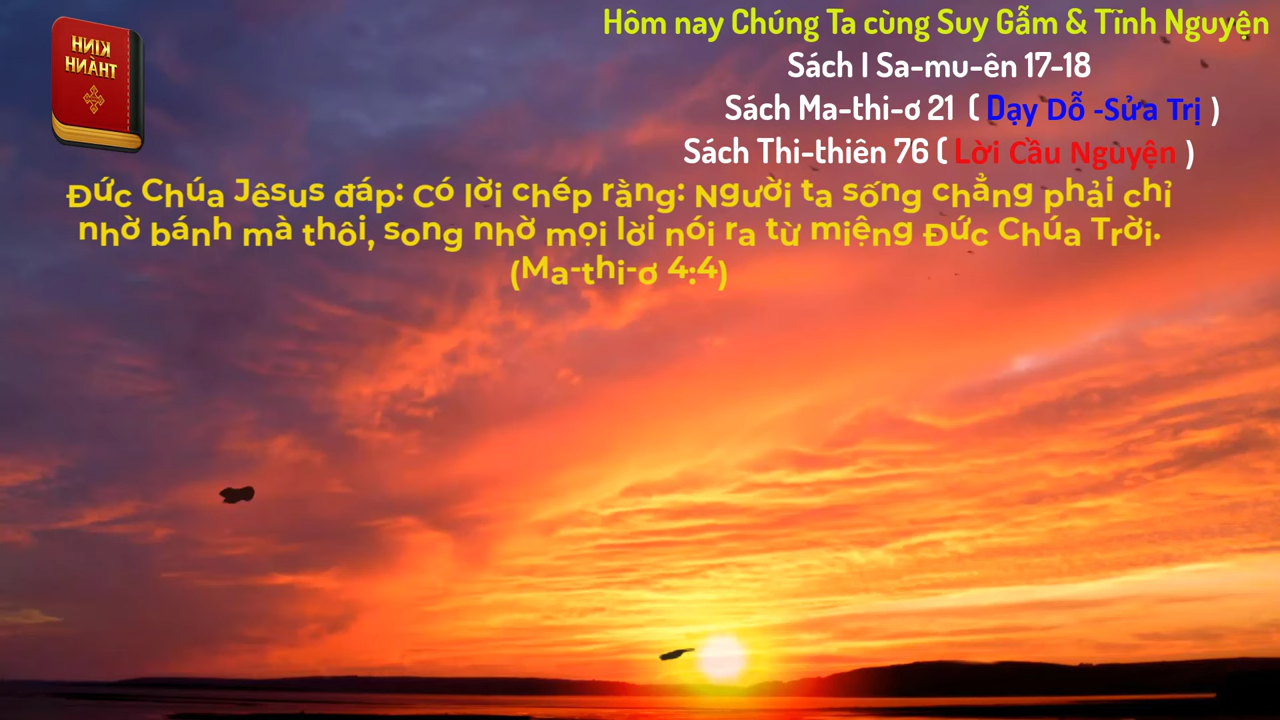 KINH
THÁNH
Hôm nay Chúng Ta cùng Suy Gẫm & Tĩnh Nguyện
Sách I Sa-mu-ên 17-18
Sách Ma-thi-ơ 21 ( Dạy Dỗ -Sửa Trị )
Sách Thi-thiên 76 ( Lời Cầu Nguyện )
Đức Chúa Jêsus đáp: Có lời chép rằng: Người ta sống chẳng phải chỉ
nhờ bánh mà thôi, song nhờ mọi lời nói ra từ miệng Đức Chúa Trời.
(Ma-thi-ơ 4:4)